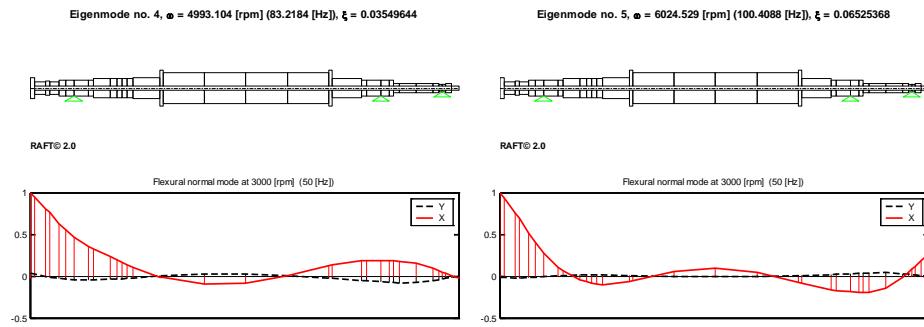 Eigenmode no. 4, ω = 4993.104 [rpm] (83.2184 [Hz]), ξ = 0.03549644
RAFT© 2.0
Flexural normal mode at 3000 [rpm] (50 [Hz])
1
0.5
0
-0.5
Y
X
Eigenmode no. 5, ω = 6024.529 [rpm] (100.4088 [Hz]), ξ = 0.06525368
RAFT© 2.0
Flexural normal mode at 3000 [rpm] (50 [Hz])
1
0.5
0
-0.5
Y
X